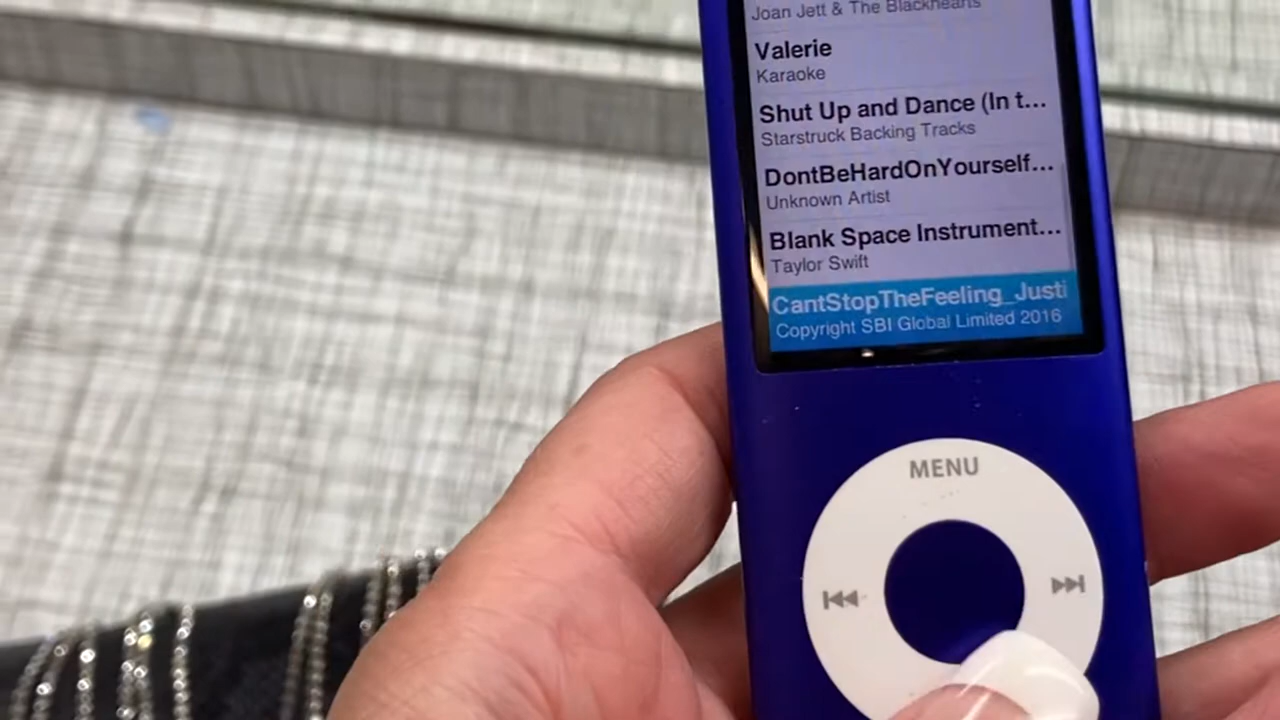 Joan Jett & The Blackhearts
Valerie
Karaoke
Shut Up and Dance (In t...
Starstruck Backing Tracks
DontBeHardOnYourself...
Unknown Artist
Blank Space Instrument...
Taylor Swift
CantStopTheFeeling_Justi
Copyright SBI Global Limited 2016
MENU